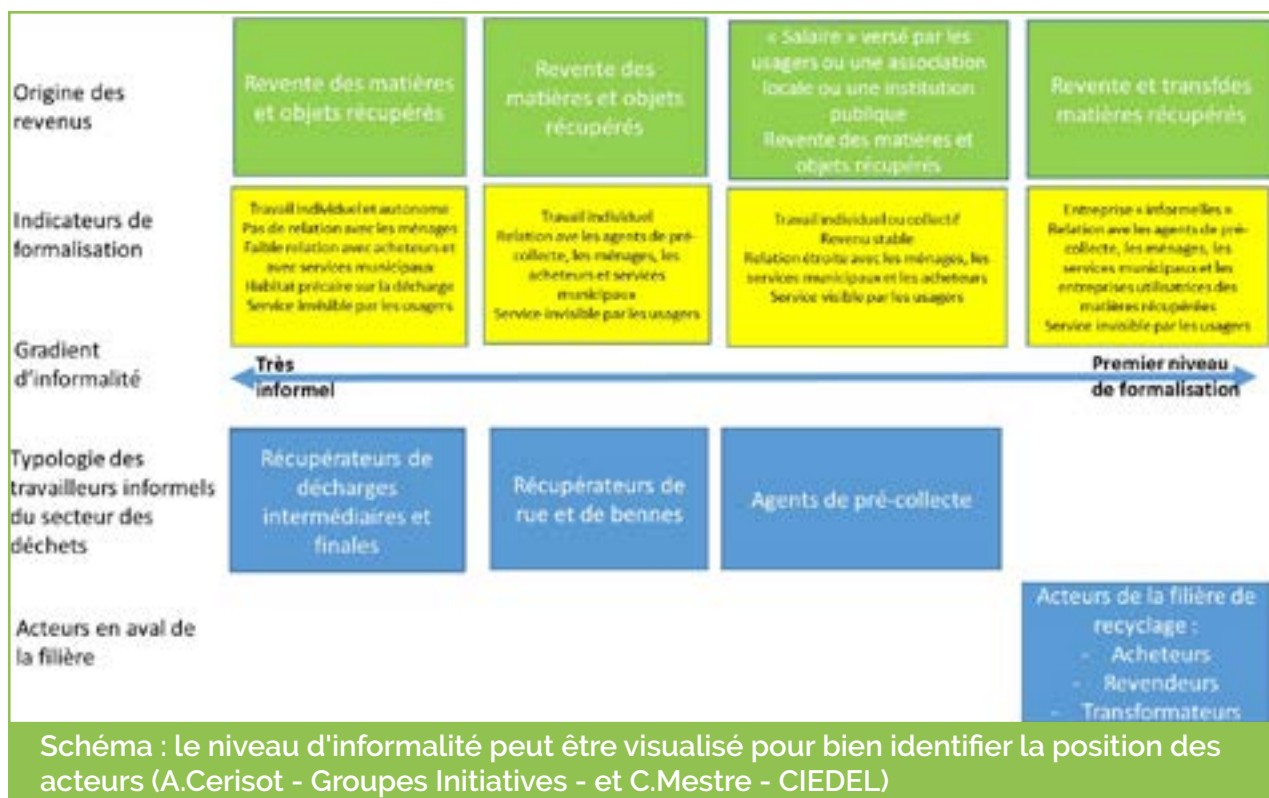 Origine des
revenus
Revente des matières
et objets récupérés
Revente des
matières et objets
récupérés
« Salaire » versé par les
usagers ou une association
locale ou une institution
publique
Revente des matières et
objets récupérés
Revente et transfdes
matières récupérés
Indicateurs de
formalisation
Travail individuel et autonome
Pas de relation avec les ménages
Faible relation avec acheteurs et
avec services municipaux
Habitat précaire sur la décharge
Service invisible par les usagers
Travail individuel
Relation ave les agents de pré-
collecte, les ménages, les
acheteurs et services
municipaux
Service invisible par les usagers
Travail individuel ou collectif
Revenu stable
Relation étroite avec les ménages, les
services municipaux et les acheteurs
Service visible par les usagers
Entreprise « informelles »
Relation ave les agents de pré-
collecte, les ménages, les
services municipaux et les
entreprises utilisatrices des
matières récupérées
Service invisible par les usagers
Gradient
d'informalité
Très
informel
Premier niveau
de formalisation
Typologie des
travailleurs informels
du secteur des
déchets
Récupérateurs de
décharges
intermédiaires et
finales
Récupérateurs de
rue et de bennes
Agents de pré-collecte
Acteurs en aval de
la filière
Acteurs de la filière de
recyclage :
- Acheteurs
- Revendeurs
- Transformateurs
Schéma : le niveau d'informalité peut être visualisé pour bien identifier la position des
acteurs (A.Cerisot - Groupes Initiatives - et C.Mestre - CIEDEL)